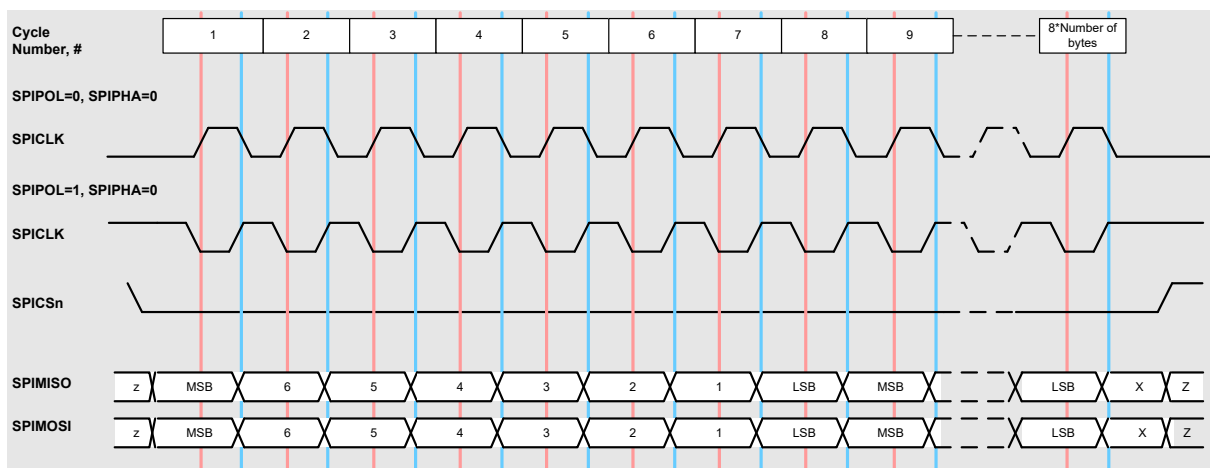 Cycle
Number, #
1 2 3 4 5 6 7 8 9
8*Number of
bytes
SPIPOL=0, SPIPHA=0
SPICLK
SPIPOL=1, SPIPHA=0
SPICLK
SPICSn
SPIMISO z MSB 6 5 4 3 2 1 LSB MSB LSB X Z
SPIMOSI z MSB 6 5 4 3 2 1 LSB MSB LSB X Z